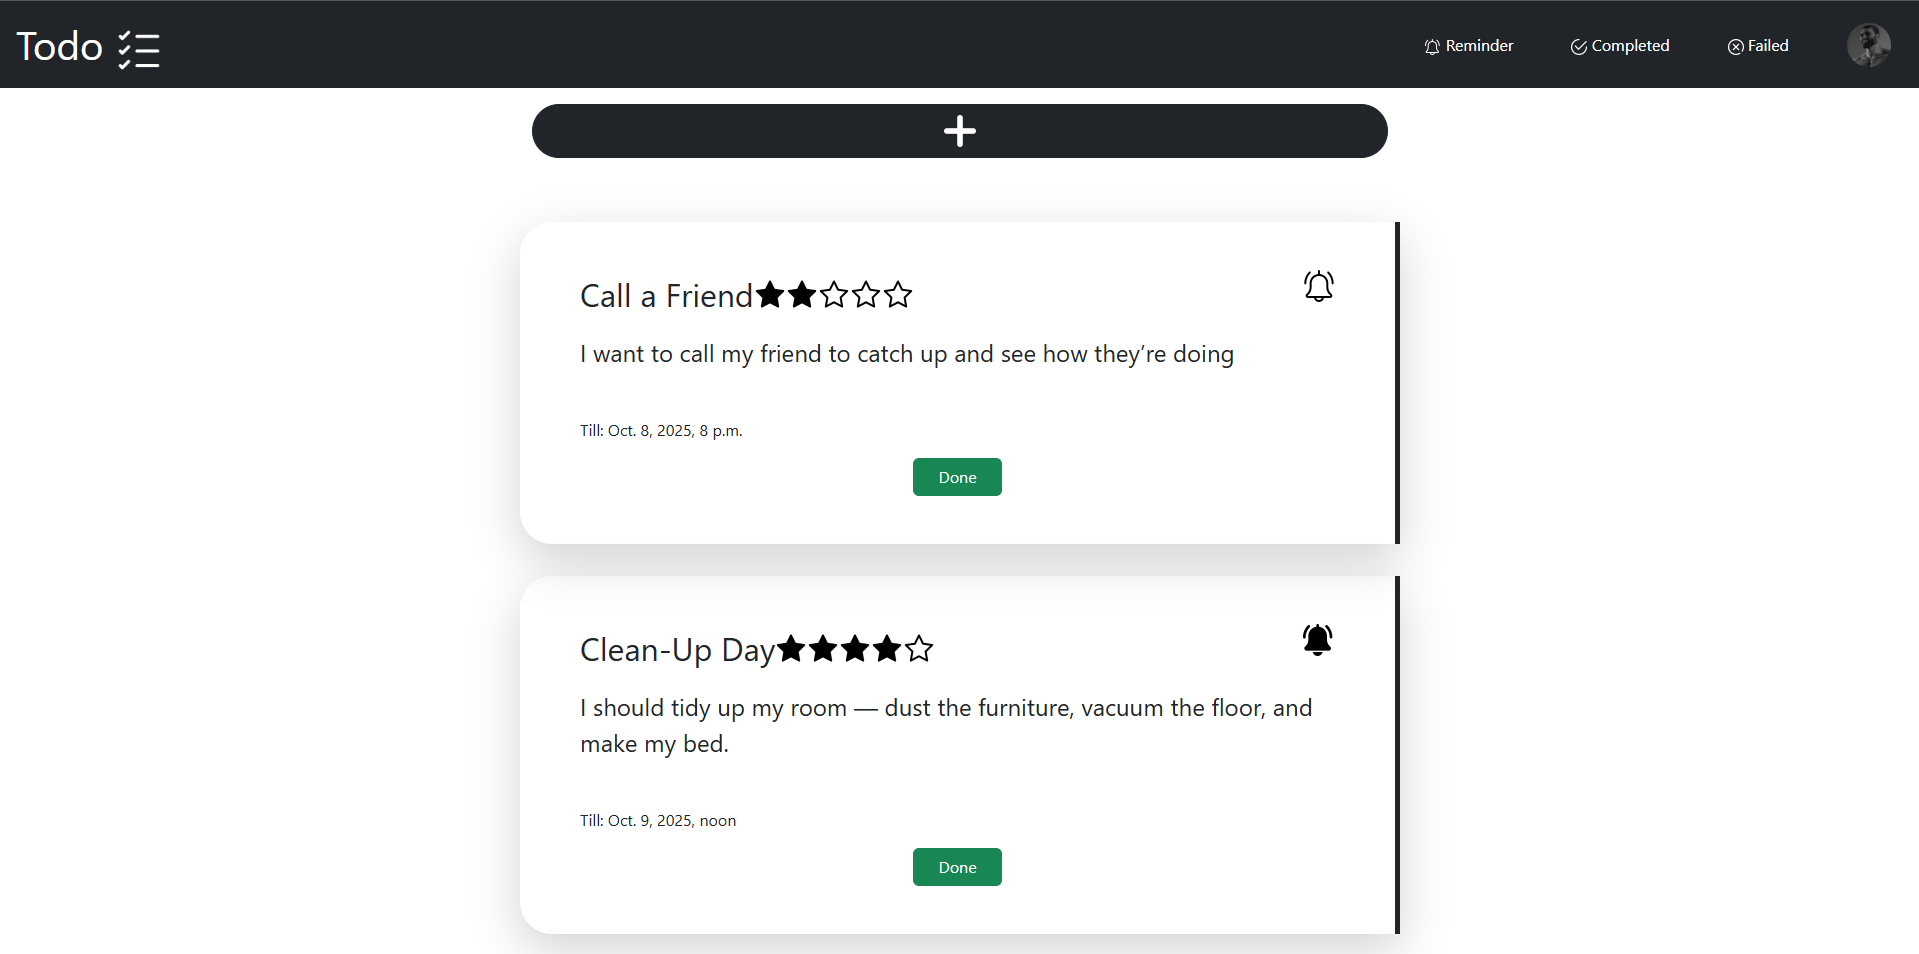 Todo
Reminder
Completed
Failed
Call a Friend
I want to call my friend to catch up and see how they’re doing
Till: Oct. 8, 2025, 8 p.m.
Done
Clean-Up Day
I should tidy up my room — dust the furniture, vacuum the floor, and
make my bed.
Till: Oct. 9, 2025, noon
Done